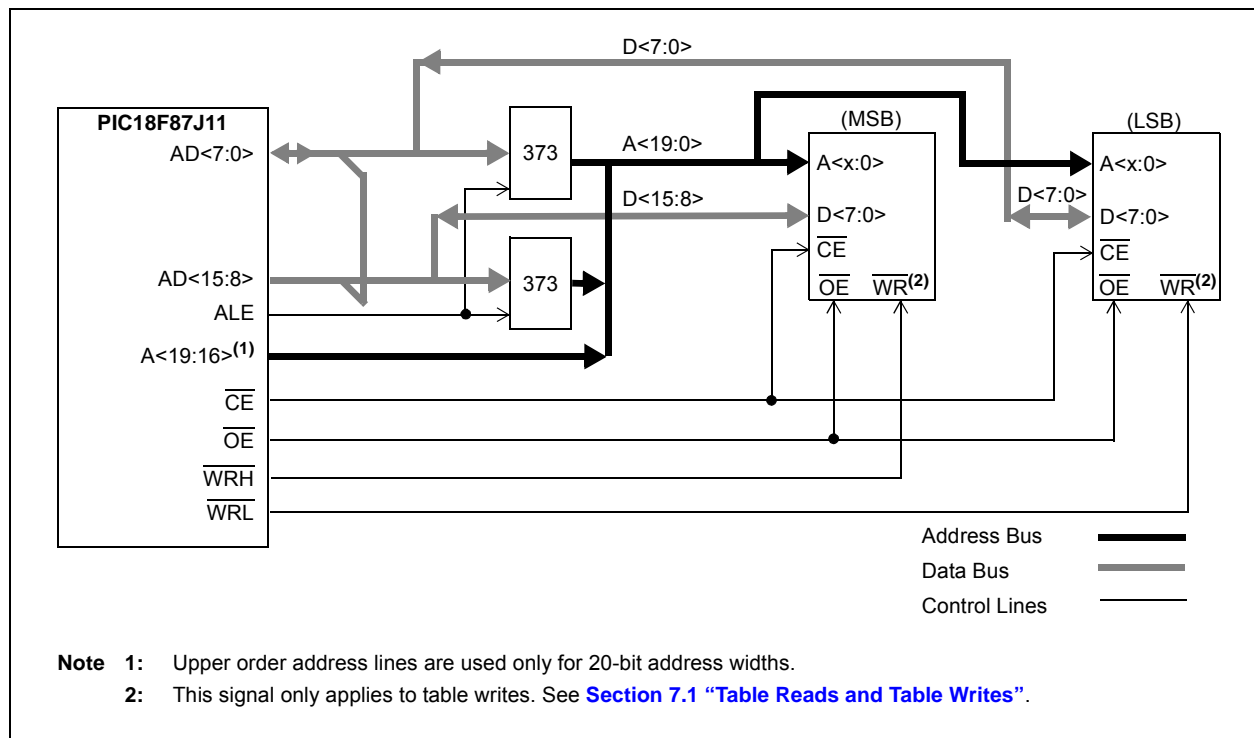 D<7:0>
PIC18F87J11
AD<7:0>
373
A<19:0>
(MSB)
A<x:0>
(LSB)
A<x:0>
D<15:8>
D<7:0>
D<7:0>
D<7:0>
CE
CE
AD<15:8>
373
OE
WR(2)
OE
WR(2)
ALE
A<19:16>(1)
CE
OE
WRH
WRL
Address Bus
Data Bus
Control Lines
Note 1: Upper order address lines are used only for 20-bit address widths.
2: This signal only applies to table writes. See Section 7.1 “Table Reads and Table Writes”.